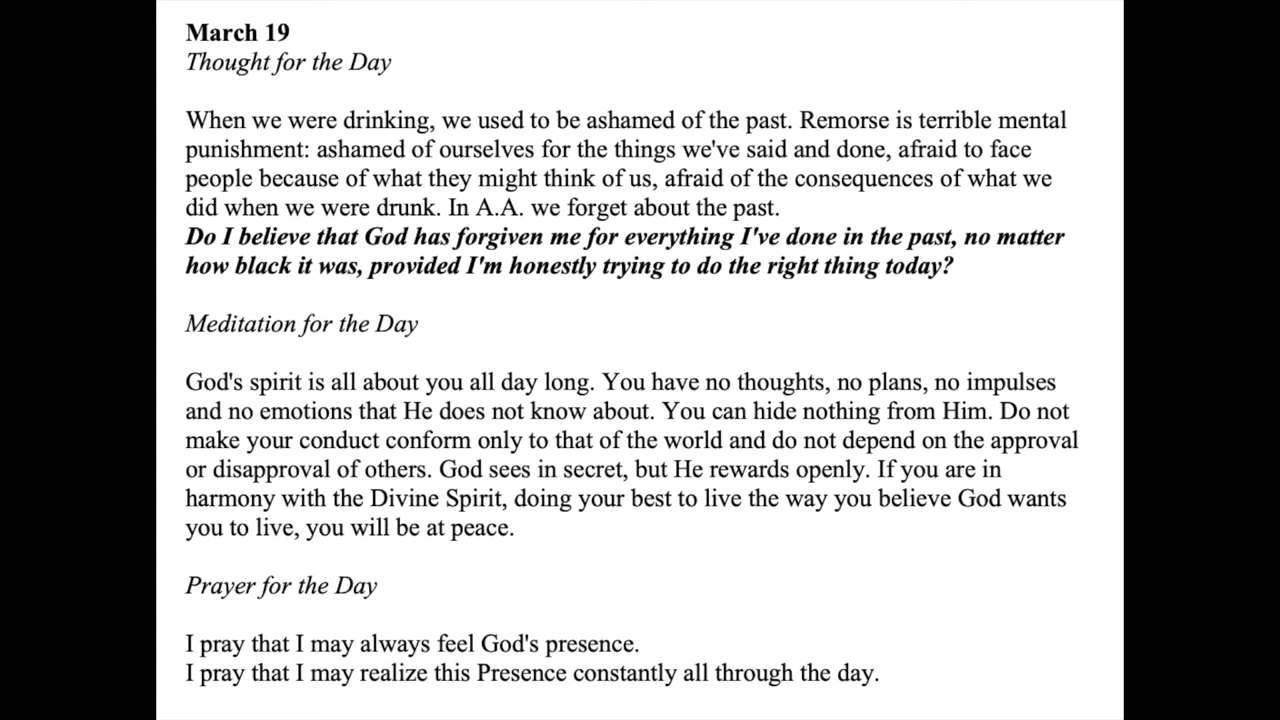 March 19
Thought for the Day
When we were drinking, we used to be ashamed of the past. Remorse is terrible mental
punishment: ashamed of ourselves for the things we've said and done, afraid to face
people because of what they might think of us, afraid of the consequences of what we
did when we were drunk. In A.A. we forget about the past.
Do I believe that God has forgiven me for everything I've done in the past, no matter
how black it was, provided I'm honestly trying to do the right thing today?
Meditation for the Day
God's spirit is all about you all day long. You have no thoughts, no plans, no impulses
and no emotions that He does not know about. You can hide nothing from Him. Do not
make your conduct conform only to that of the world and do not depend on the approval
or disapproval of others. God sees in secret, but He rewards openly. If you are in
harmony with the Divine Spirit, doing your best to live the way you believe God wants
you to live, you will be at peace.
Prayer for the Day
I pray that I may always feel God's presence.
I pray that I may realize this Presence constantly all through the day.